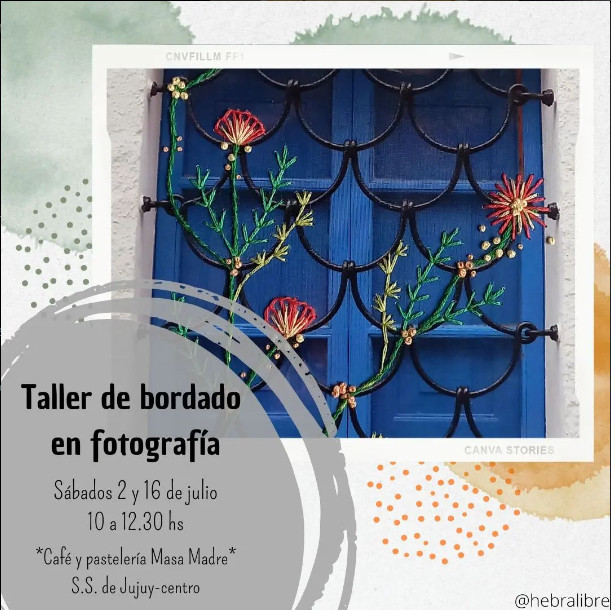 CNVFILLM FP
CANVA STORIES
Taller de bordado
en fotografía
Sábados 2 y 16 de julio
10 a 12.30 hs
*Café y pastelería Masa Madre*
S.S. de Jujuy-centro
@hebralibre